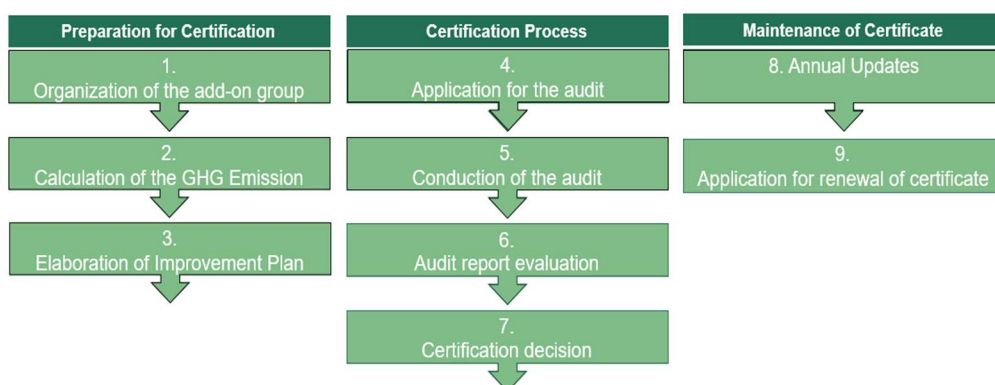 Preparation for Certification
1.
Organization of the add-on group
2.
Calculation of the GHG Emission
3.
Elaboration of Improvement Plan
Certification Process
4.
Application for the audit
5.
Conduction of the audit
6.
Audit report evaluation
7.
Certification decision
Maintenance of Certificate
8. Annual Updates
9.
Application for renewal of certificate